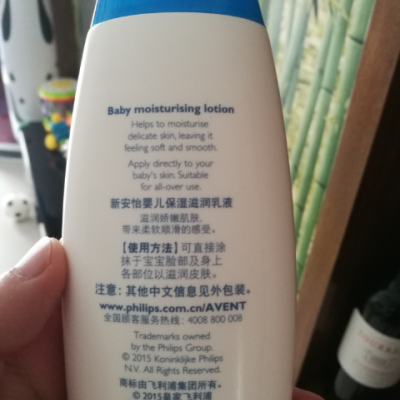 Baby moisturising lotion
Helps to moisturise
delicate skin, leaving it
feeling soft and smooth.
Apply directly to your
baby's skin. Suitable
for all-over use.
新安怡婴儿保湿滋润乳液
滋润娇嫩肌肤,
带来柔软顺滑的感受。
【使用方法】可直接涂
抹于宝宝脸部及身上
各部位以滋润皮肤。
注意：其他中文信息见外包装。
www.philips.com.cn/AVENT
全国顾客服务热线：4008 800 008
Trademarks owned
by the Philips Group.
© 2015 Koninklijke Philips
N.V. All Rights Reserved.
商标由飞利浦集团所有。
©2015皇家飞利浦